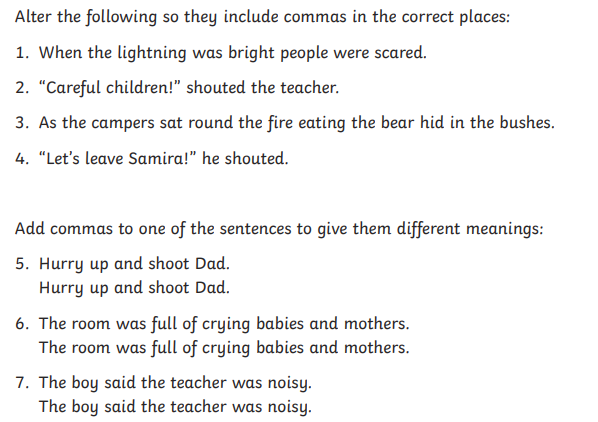 Alter the following so they include commas in the correct places:
1. When the lightning was bright people were scared.
2. “Careful children!” shouted the teacher.
3. As the campers sat round the fire eating the bear hid in the bushes.
4. “Let’s leave Samira!” he shouted.
Add commas to one of the sentences to give them different meanings:
5. Hurry up and shoot Dad.
Hurry up and shoot Dad.
6. The room was full of crying babies and mothers.
The room was full of crying babies and mothers.
7. The boy said the teacher was noisy.
The boy said the teacher was noisy.